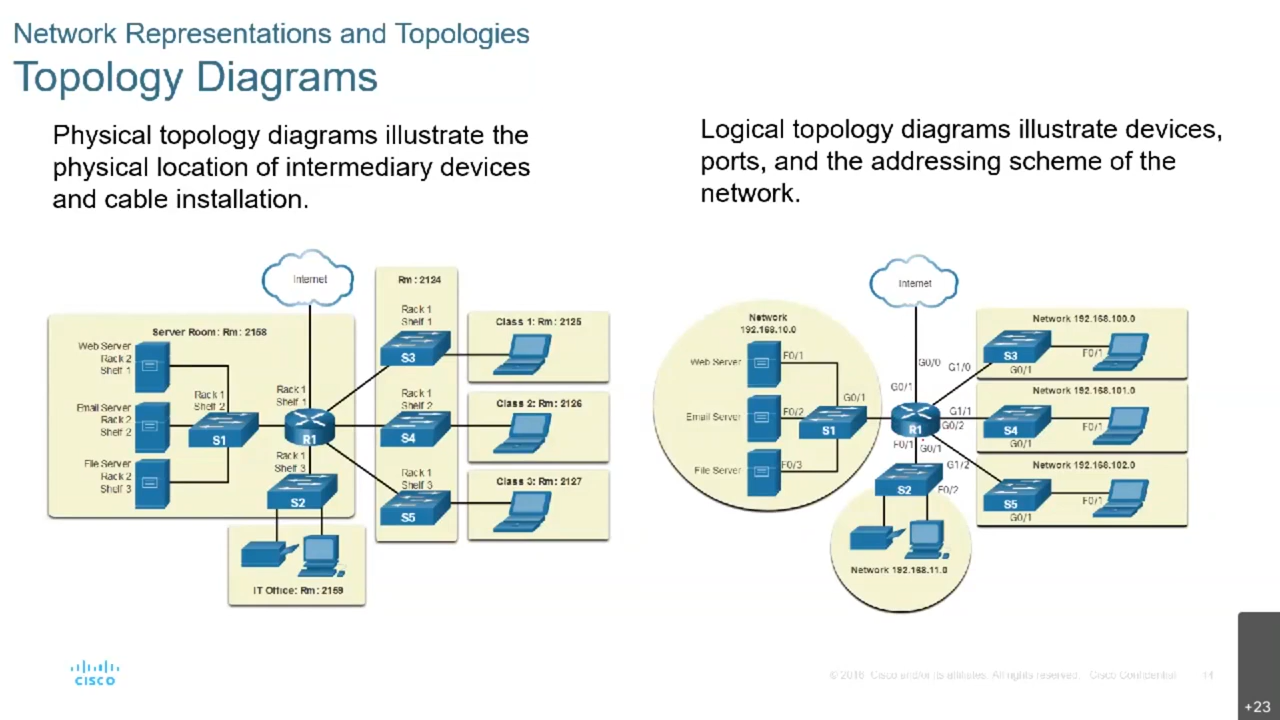 Network Representations and Topologies
Topology Diagrams
Physical topology diagrams illustrate the
physical location of intermediary devices
and cable installation.
Internet
Server Room: Rm: 2158
Web Server
Rack 2
Shelf 1
Email Server
Rack 2
Shelf 2
File Server
Rack 2
Shelf 3
Rack 1
Shelf 2
S1
Rack 1
Shelf 1
R1
Rack 1
Shelf 3
S2
IT Office: Rm: 2159
Rm: 2124
Rack 1
Shelf 1
S3
Rack 1
Shelf 2
S4
Rack 1
Shelf 3
S5
Class 1: Rm: 2125
Class 2: Rm: 2126
Class 3: Rm: 2127
Logical topology diagrams illustrate devices,
ports, and the addressing scheme of the
network.
Internet
Network
192.168.10.0
Web Server
F0/1
Email Server
F0/2
File Server
F0/3
G0/1
S1
G0/0
G1/0
G0/1
R1
G1/1
G0/2
F0/1
G0/1
G1/2
S2
F0/2
Network 192.168.11.0
Network 192.168.100.0
S3
F0/1
G0/1
Network 192.168.101.0
S4
F0/1
G0/1
Network 192.168.102.0
S5
F0/1
G0/1
CISCO
© 2016 Cisco and/or its affiliates. All rights reserved. Cisco Confidential
+23